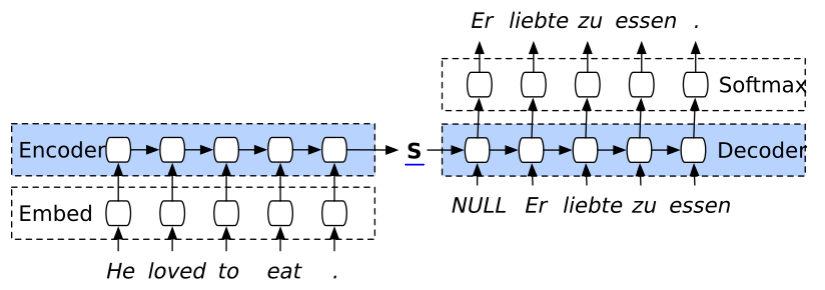 Er liebte zu essen .
Softmax
Encoder
S
Decoder
Embed
NULL Er liebte zu essen
He loved to eat .